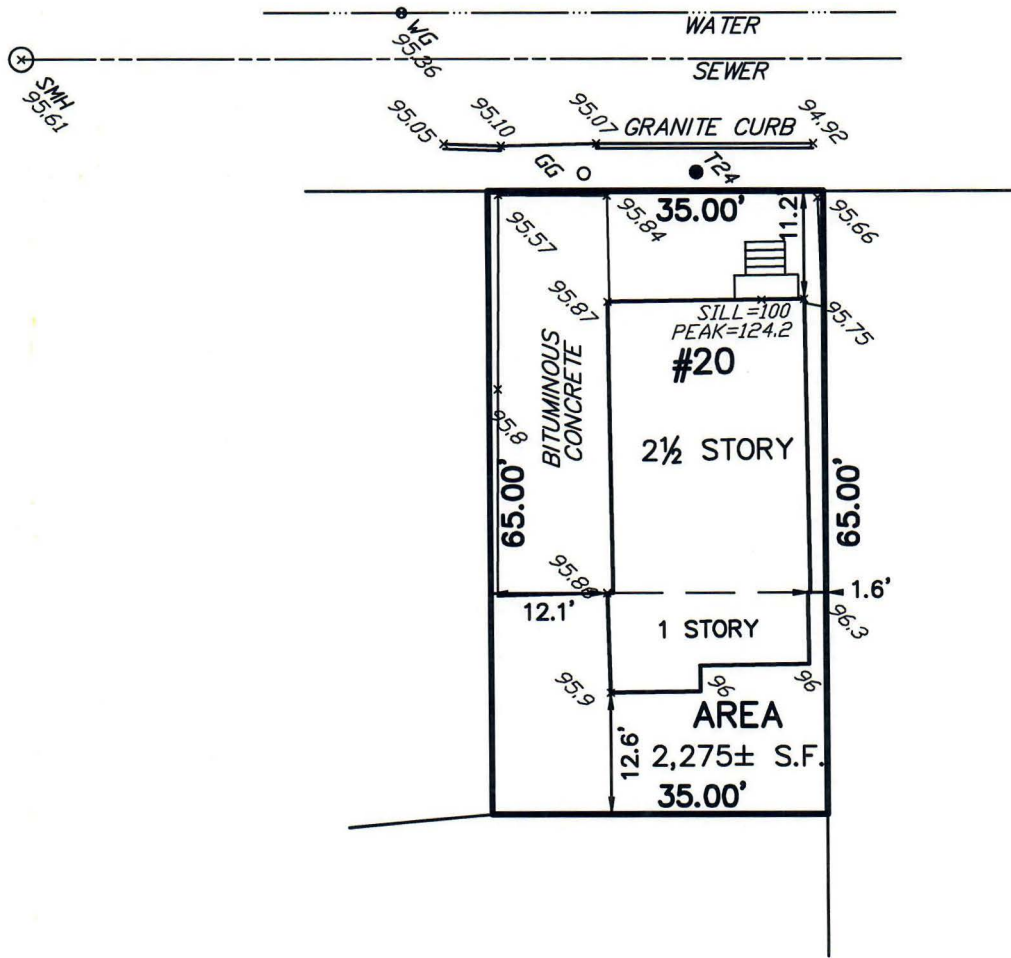 WATER
WG
95.36
SEWER
SMH
95.61
95.05
95.10
95.07
GRANITE CURB
94.92
GG
T24
35.00'
11.2'
95.57
95.84
95.66
95.87
SILL=100
PEAK=124.2
95.75
#20
BITUMINOUS
CONCRETE
95.8
2½ STORY
65.00'
65.00'
95.86
12.1'
1.6'
1 STORY
96.3
95.9
96
96
AREA
12.6'
2,275± S.F.
35.00'